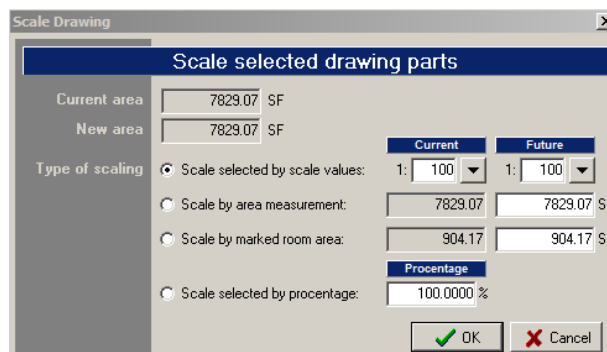 Scale Drawing
Scale selected drawing parts
Current area 7829.07 SF
New area 7829.07 SF
Current Future
Type of scaling Scale selected by scale values: 1: 100 1: 100
Scale by area measurement: 7829.07 7829.07 S
Scale by marked room area: 904.17 904.17 S
Procentage
Scale selected by procentage: 100.0000 %
OK Cancel